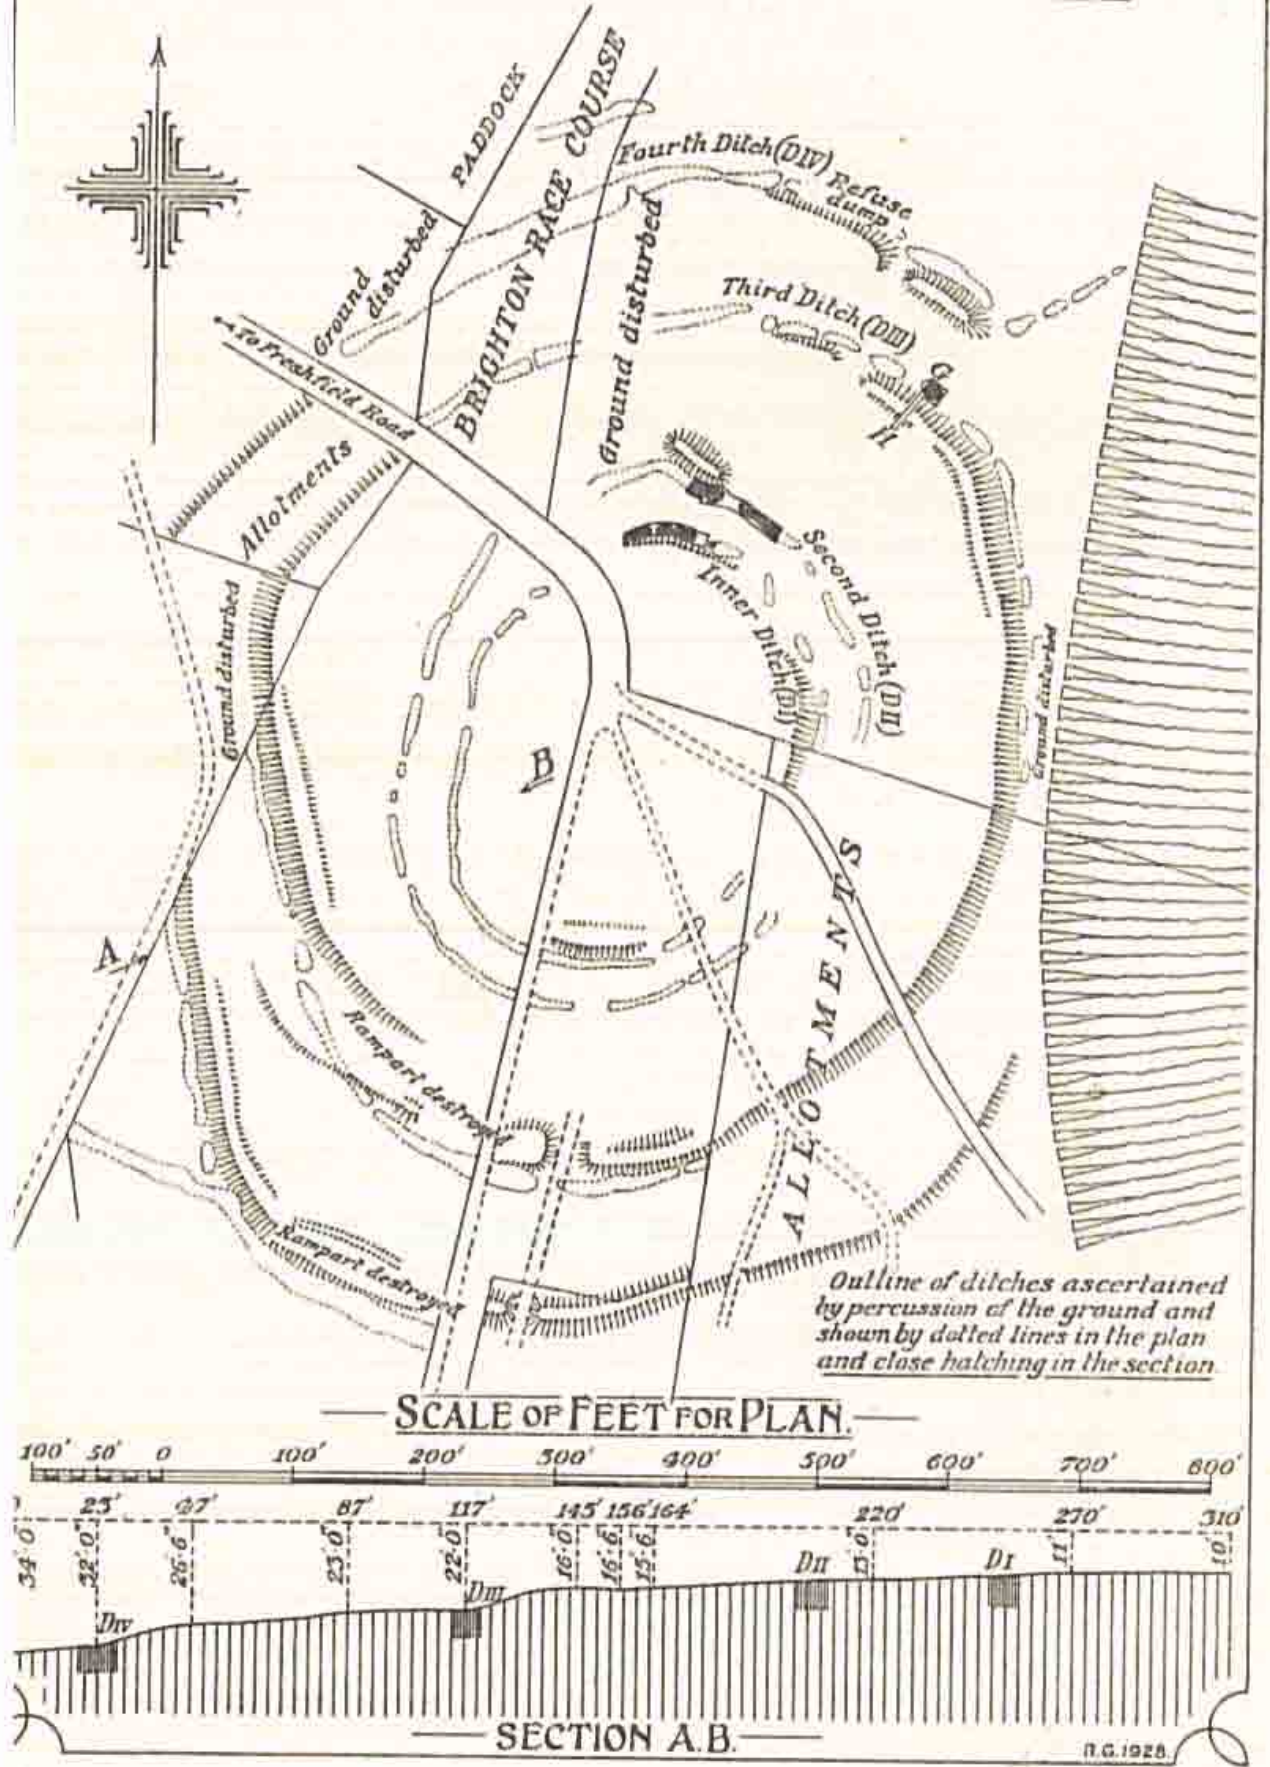 PADDOCK
BRIGHTON RACE COURSE
Fourth Ditch (DIV)
Refuse
dump
Ground
disturbed
Ground disturbed
Third Ditch (DIII)
To Freshfield Road
G
H
Allotments
Second Ditch (DII)
Inner Ditch (DI)
Ground disturbed
Ground disturbed
B
A
ALLOTMENTS
Rampart destroyed
Rampart destroyed
Outline of ditches ascertained
by percussion of the ground and
shown by dotted lines in the plan
and close hatching in the section.
SCALE OF FEET FOR PLAN.
100' 50' 0 100' 200' 300' 400' 500' 600' 700' 800'
23' 47' 87' 117' 145' 156' 164' 220' 270' 310'
34'0" 32'0" 26'6" 23'0" 22'0" 16'0" 16'6" 15'6" 13'0" 11' 10'
DIV DIII DII DI
SECTION A.B.
R.G. 1928.